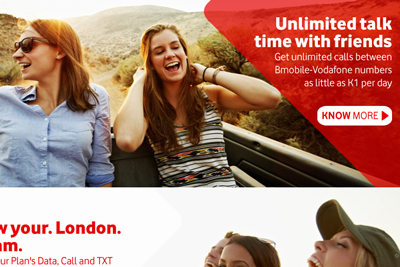 Unlimited talk
time with friends
Get unlimited calls between
Bmobile-Vodafone numbers
as little as K1 per day
KNOW MORE
your. London.
Plan's Data, Call and TXT